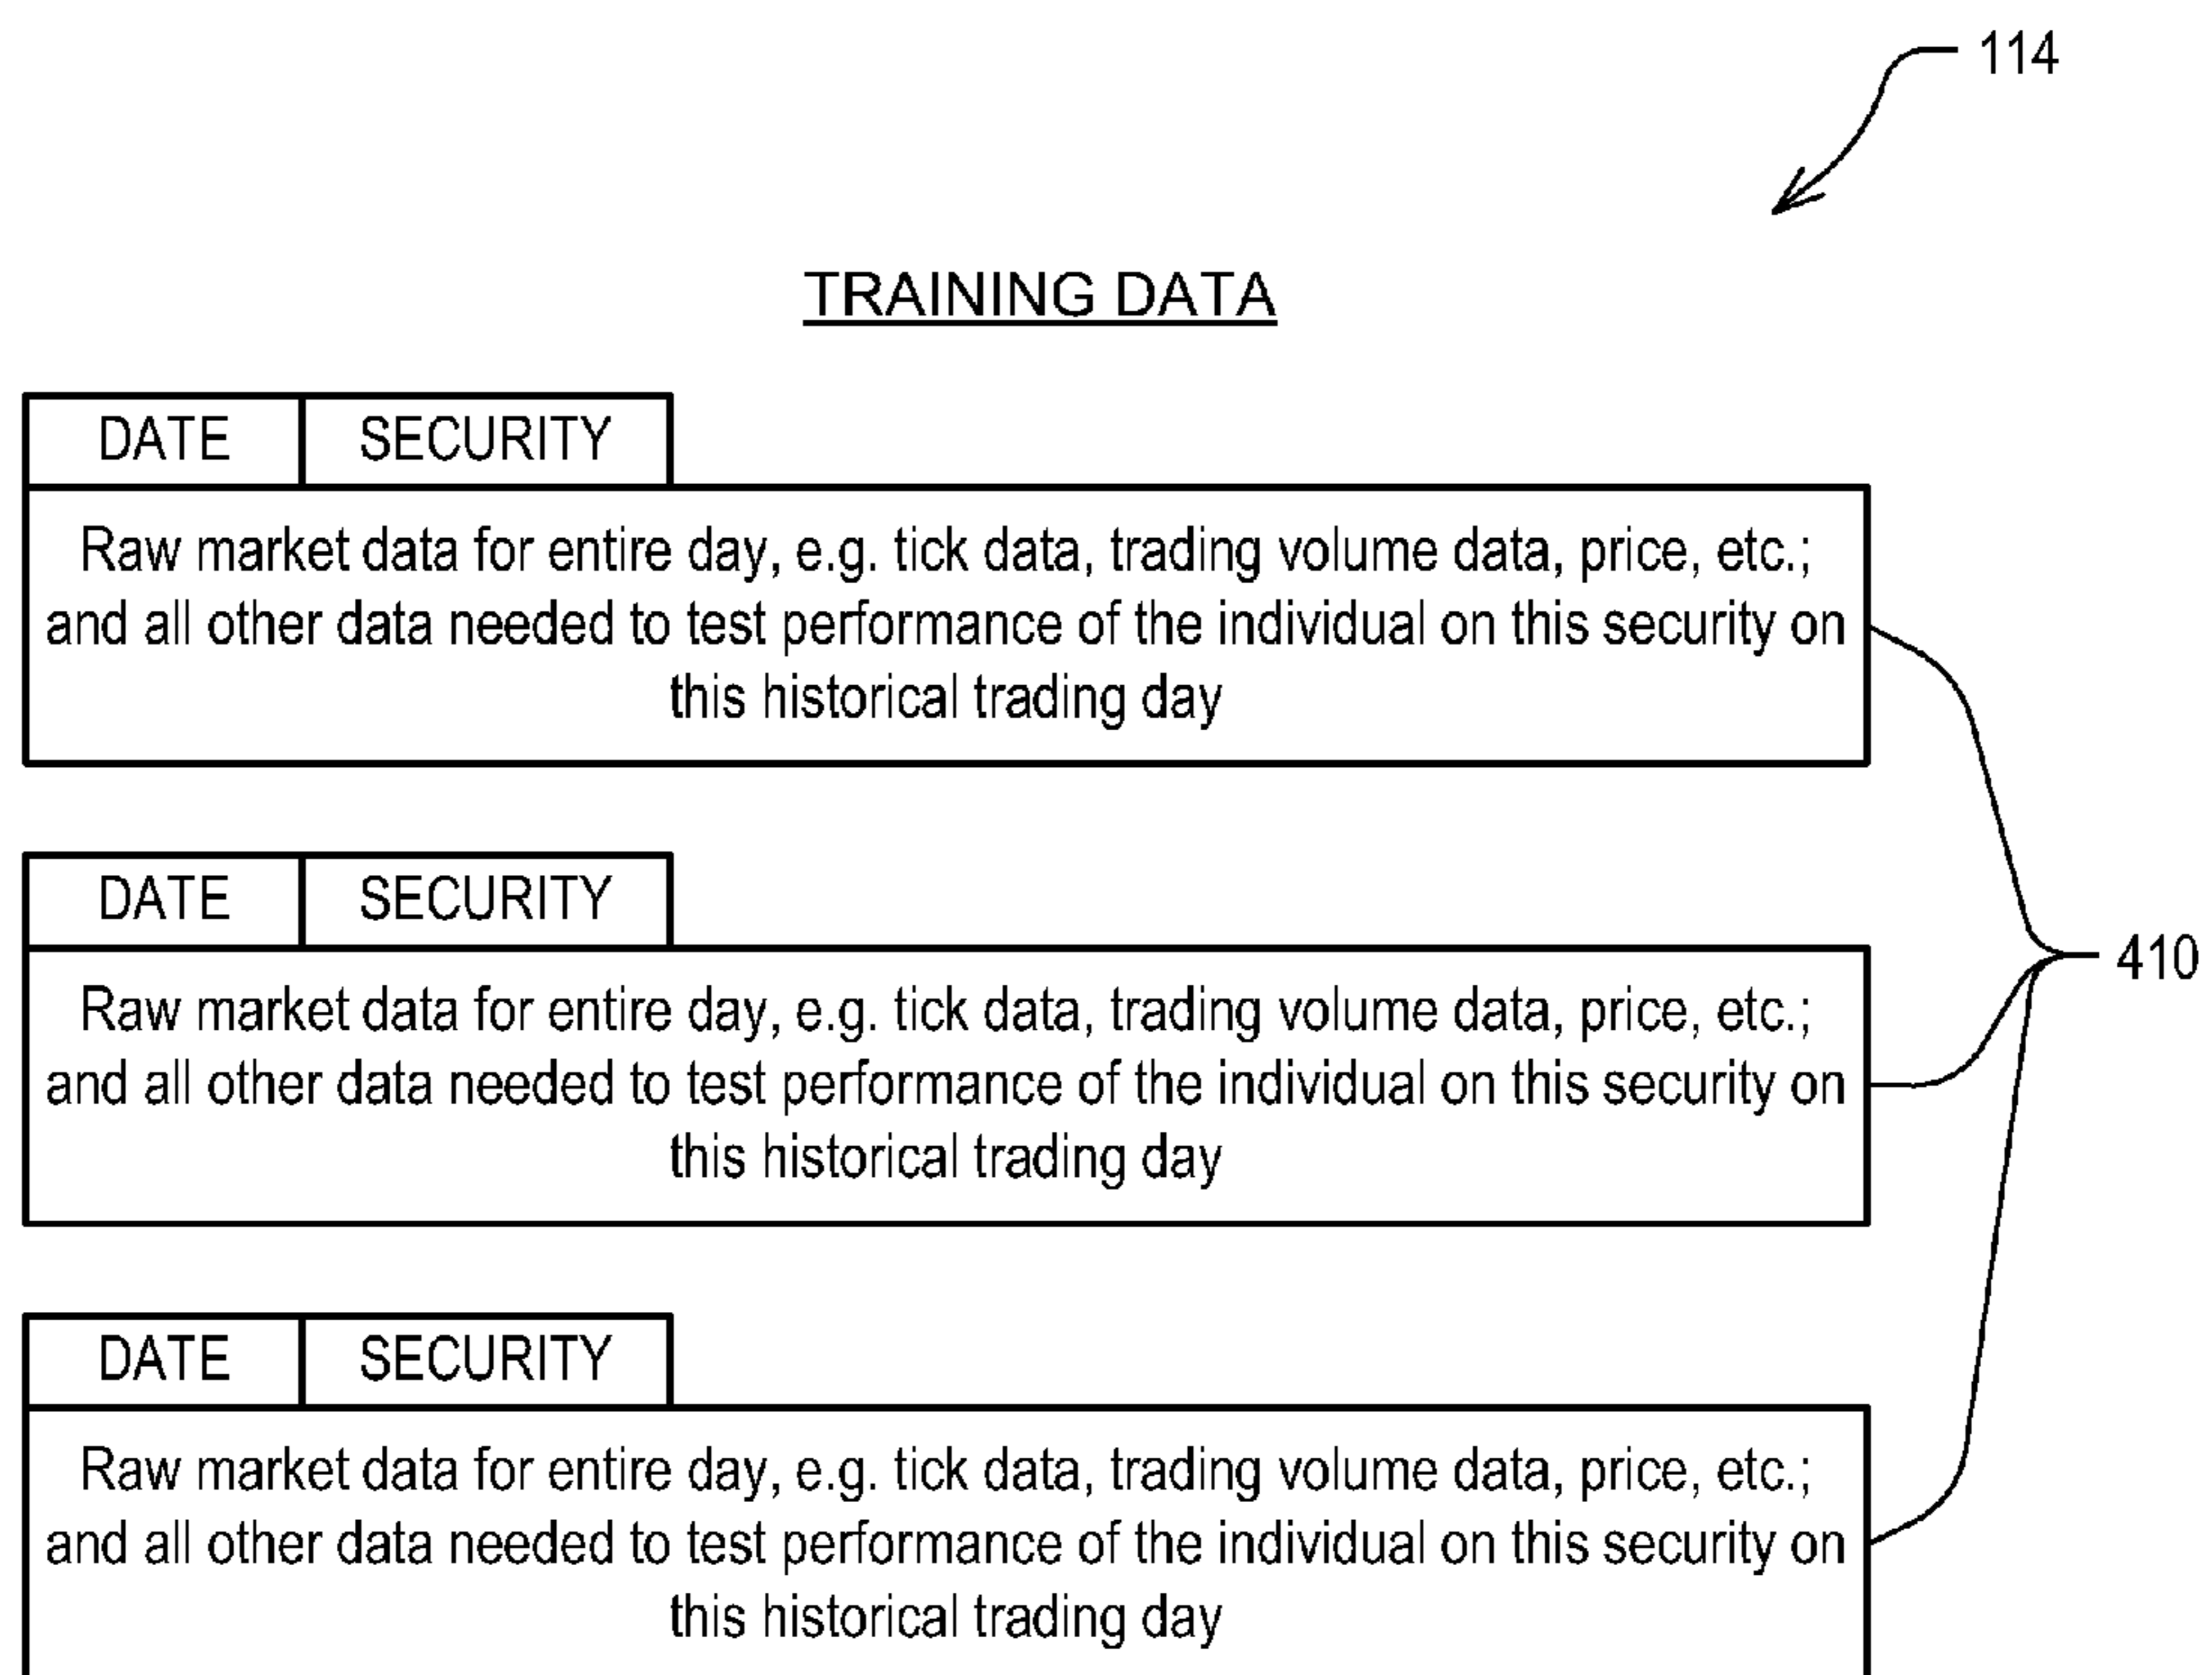 114
TRAINING DATA
DATE SECURITY
Raw market data for entire day, e.g. tick data, trading volume data, price, etc.;
and all other data needed to test performance of the individual on this security on
this historical trading day
DATE SECURITY
Raw market data for entire day, e.g. tick data, trading volume data, price, etc.;
and all other data needed to test performance of the individual on this security on
this historical trading day
410
DATE SECURITY
Raw market data for entire day, e.g. tick data, trading volume data, price, etc.;
and all other data needed to test performance of the individual on this security on
this historical trading day